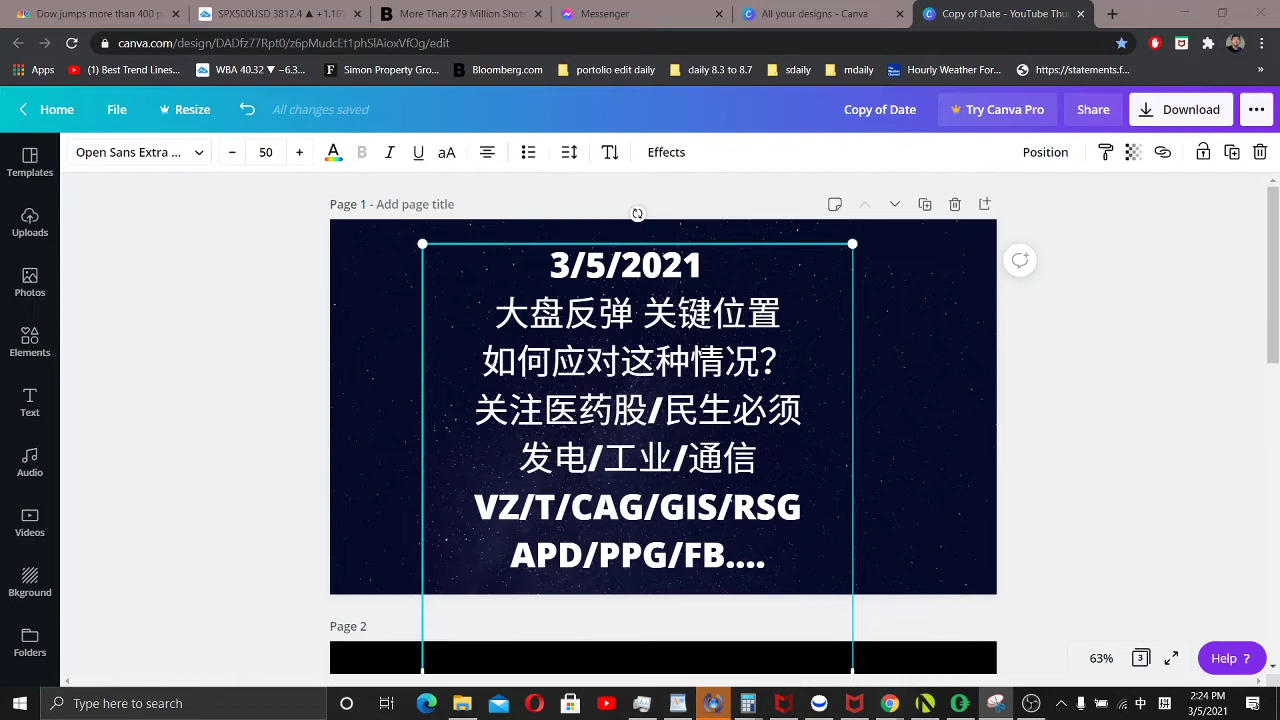 Dow jumps more than 400 p
SPX500USD 3812.4 ▲ +1.16%
More Than 279 Million Shots
Messenger
All your designs - Canva
Copy of Date - YouTube Thu
canva.com/design/DADfz77Rpt0/z6pMudcEt1phSlAioxVfOg/edit
Apps
(1) Best Trend Lines...
WBA 40.32 ▼ −6.3...
Simon Property Gro...
Bloomberg.com
portolio edit daily
daily 8.3 to 8.7
sdaily
mdaily
Hourly Weather For...
https://statements.f...
»
Home
File
Resize
All changes saved
Copy of Date
Try Canva Pro
Share
Download
Open Sans Extra ...
− 50 +
A B I U aA
Effects
Position
Templates
Uploads
Photos
Elements
Text
Audio
Videos
Bkground
Folders
Page 1 - Add page title
3/5/2021
大盘反弹 关键位置
如何应对这种情况?
关注医药股/民生必须
发电/工业/通信
VZ/T/CAG/GIS/RSG
APD/PPG/FB....
Page 2
63%
3
Help ?
Type here to search
中
拼
2:24 PM
3/5/2021